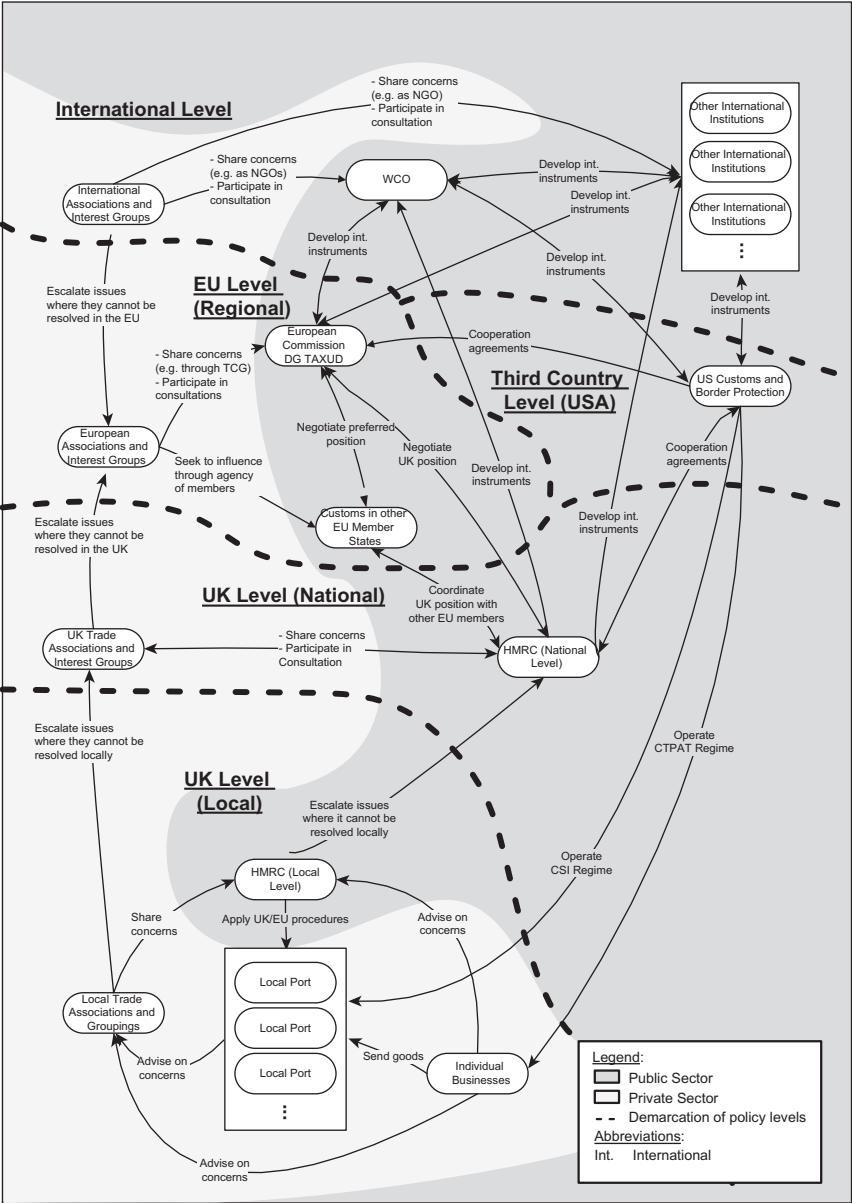 International Level
- Share concerns
(e.g. as NGO)
- Participate in
consultation
Other International
Institutions
Other International
Institutions
Other International
Institutions
⋮
- Share concerns
(e.g. as NGOs)
- Participate in
consultation
WCO
Develop int.
instruments
Develop int.
instruments
International
Associations and
Interest Groups
Develop int.
instruments
Develop int.
instruments
Develop int.
instruments
Escalate issues
where they cannot be
resolved in the EU
EU Level
(Regional)
European
Commission
DG TAXUD
- Share concerns
(e.g. through TCG)
- Participate in
consultations
Cooperation
agreements
Third Country
Level (USA)
US Customs and
Border Protection
European
Associations and
Interest Groups
Negotiate preferred
position
Negotiate
UK position
Cooperation
agreements
Seek to influence
through agency
of members
Develop int.
instruments
Customs in other
EU Member
States
Develop int.
instruments
Escalate issues
where they cannot be
resolved in the UK
UK Level (National)
Coordinate
UK position with
other EU members
UK Trade
Associations and
Interest Groups
- Share concerns
- Participate in
Consultation
HMRC (National
Level)
Escalate issues
where they cannot be
resolved locally
Operate
CTPAT Regime
UK Level
(Local)
Escalate issues
where it cannot be
resolved locally
Operate
CSI Regime
HMRC (Local
Level)
Share
concerns
Apply UK/EU procedures
Advise on
concerns
Local Port
Local Port
Local Port
⋮
Local Trade
Associations and
Groupings
Advise on
concerns
Send goods
Individual
Businesses
Advise on
concerns
Legend:
Public Sector
Private Sector
Demarcation of policy levels
Abbreviations:
Int. International